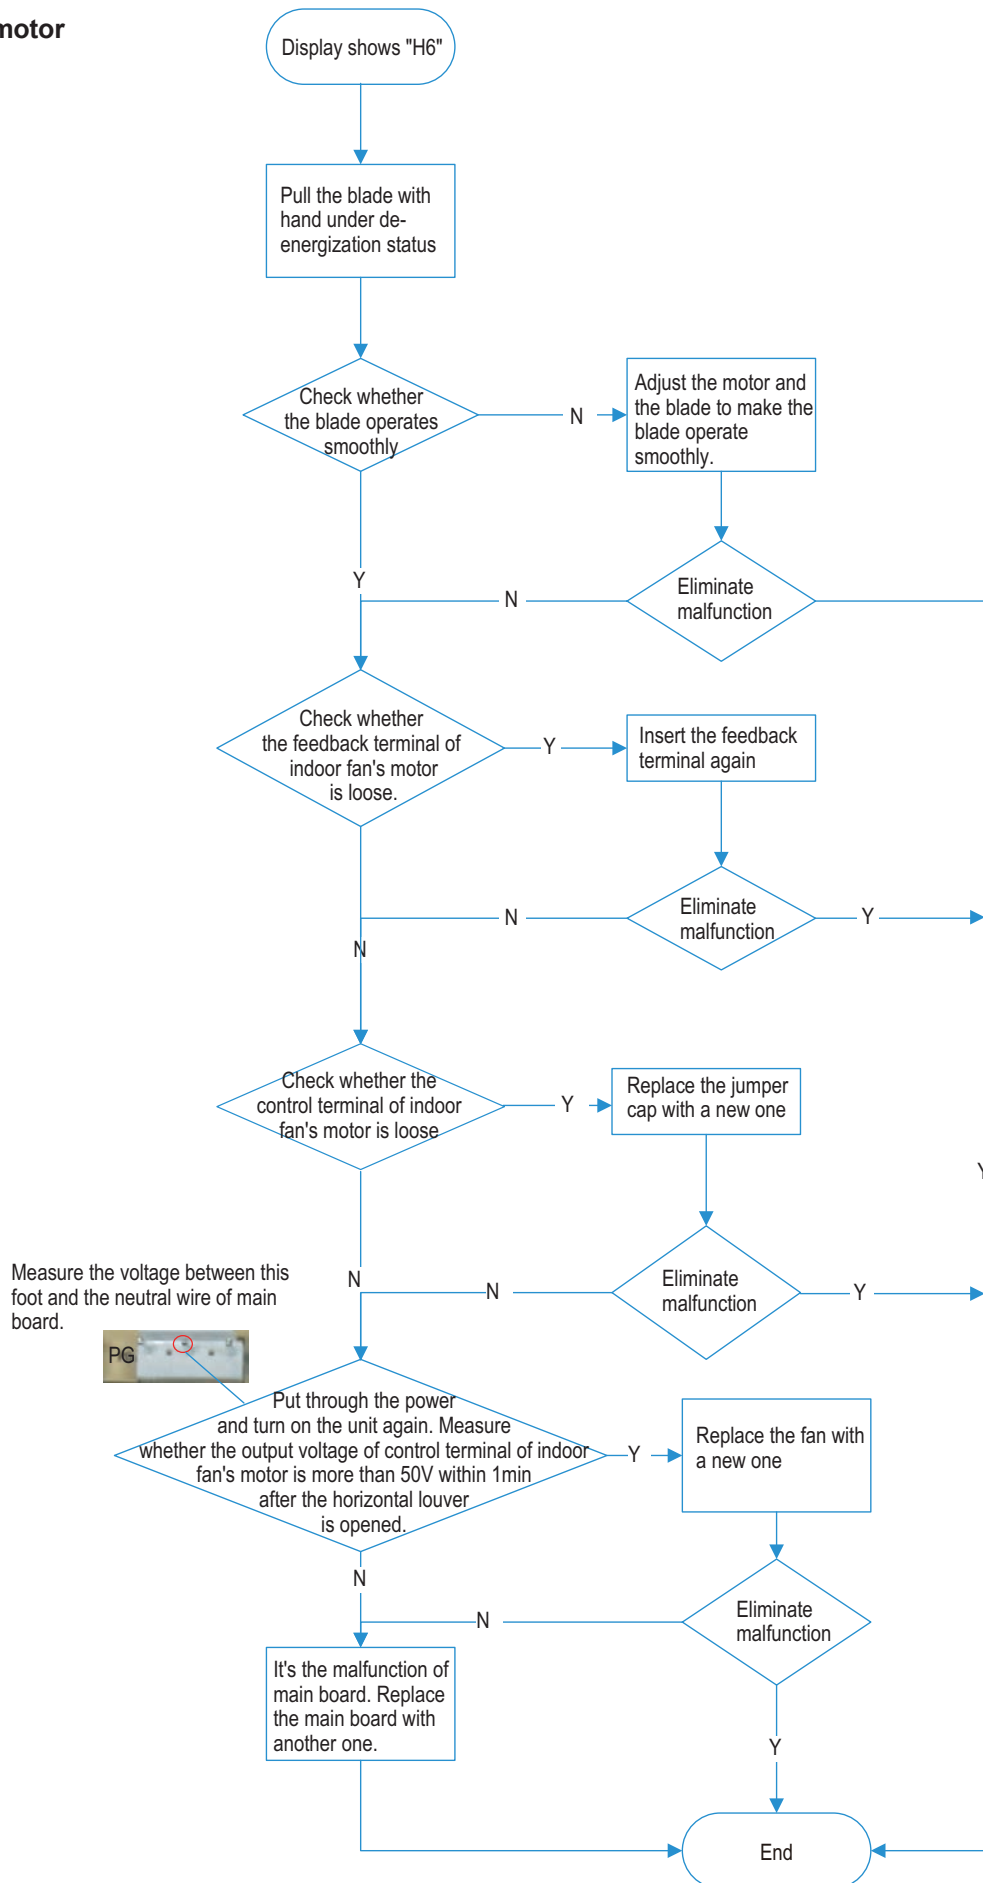 motor
Display shows "H6"
Pull the blade with
hand under de-
energization status
Check whether
the blade operates
smoothly
N
Adjust the motor and
the blade to make the
blade operate
smoothly.
Y
N
Eliminate
malfunction
Check whether
the feedback terminal of
indoor fan's motor
is loose.
Y
Insert the feedback
terminal again
N
N
Eliminate
malfunction
Y
Check whether the
control terminal of indoor
fan's motor is loose
Y
Replace the jumper
cap with a new one
Y
N
N
Eliminate
malfunction
Y
Measure the voltage between this
foot and the neutral wire of main
board.
PG
Put through the power
and turn on the unit again. Measure
whether the output voltage of control terminal of indoor
fan's motor is more than 50V within 1min
after the horizontal louver
is opened.
Y
Replace the fan with
a new one
N
N
Eliminate
malfunction
It's the malfunction of
main board. Replace
the main board with
another one.
Y
End